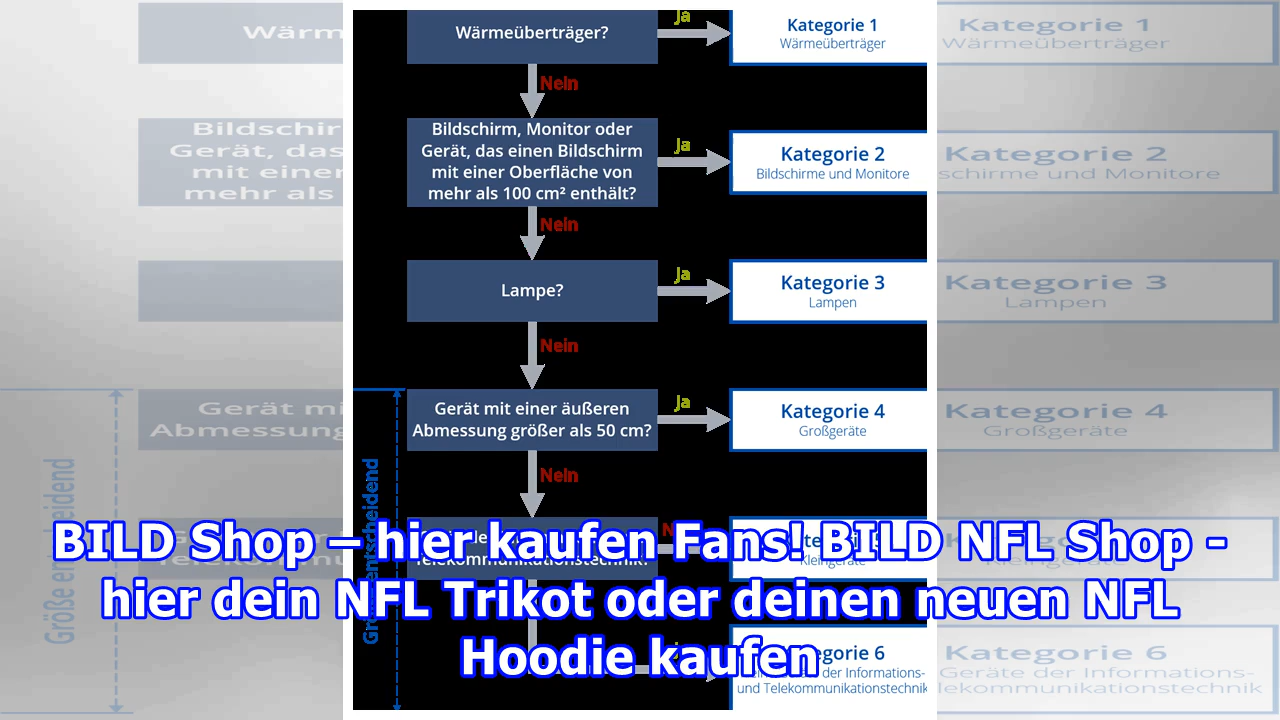 Wärmeüberträger?
Ja
Kategorie 1
Wärmeüberträger
Nein
Bildschirm, Monitor oder
Gerät, das einen Bildschirm
mit einer Oberfläche von
mehr als 100 cm² enthält?
Ja
Kategorie 2
Bildschirme und Monitore
Nein
Lampe?
Ja
Kategorie 3
Lampen
Nein
Gerät mit einer äußeren
Abmessung größer als 50 cm?
Ja
Kategorie 4
Großgeräte
Nein
Kleingeräte
Kategorie 6
und Telekommunikationstechnik
BILD Shop – hier kaufen Fans! BILD NFL Shop -
hier dein NFL Trikot oder deinen neuen NFL
Hoodie kaufen